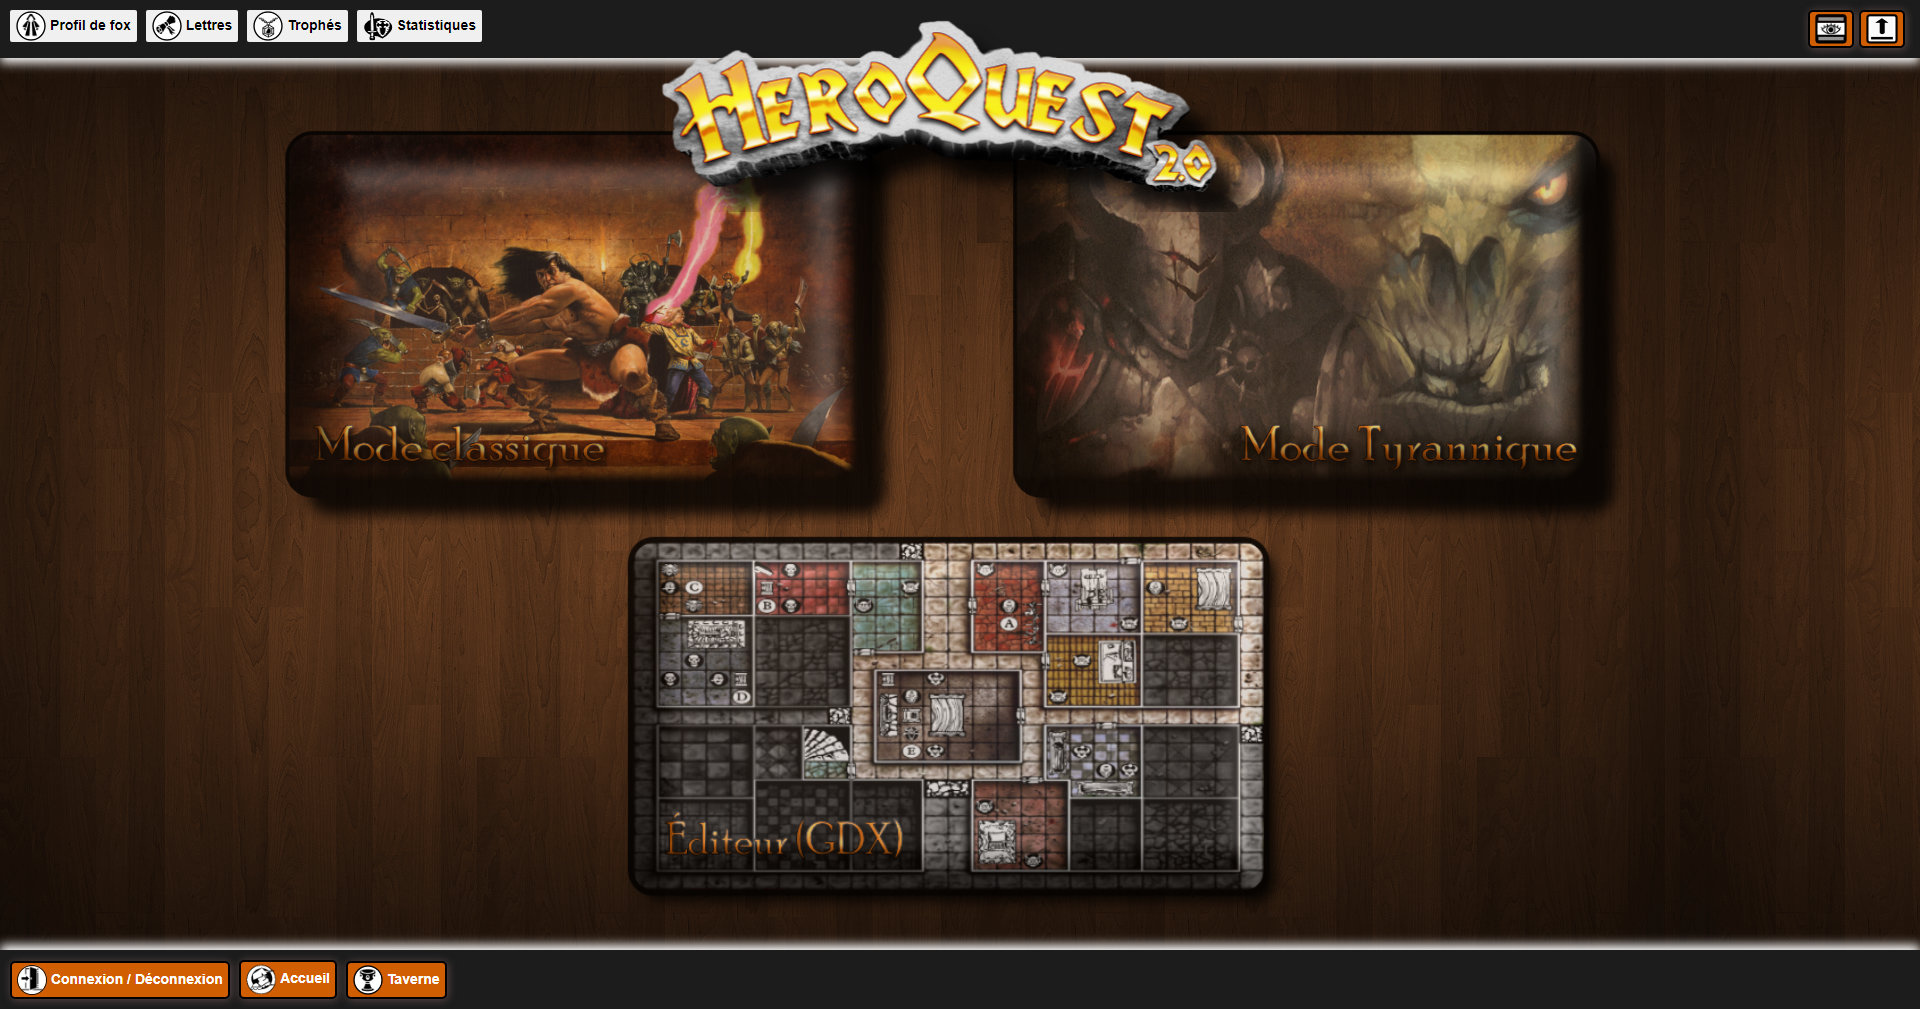 Profil de fox
Lettres
Trophés
Statistiques
HEROQUEST
2.0
Mode classique
Mode Tyrannique
C
B
A
D
E
Éditeur (GDX)
Connexion / Déconnexion
Accueil
Taverne